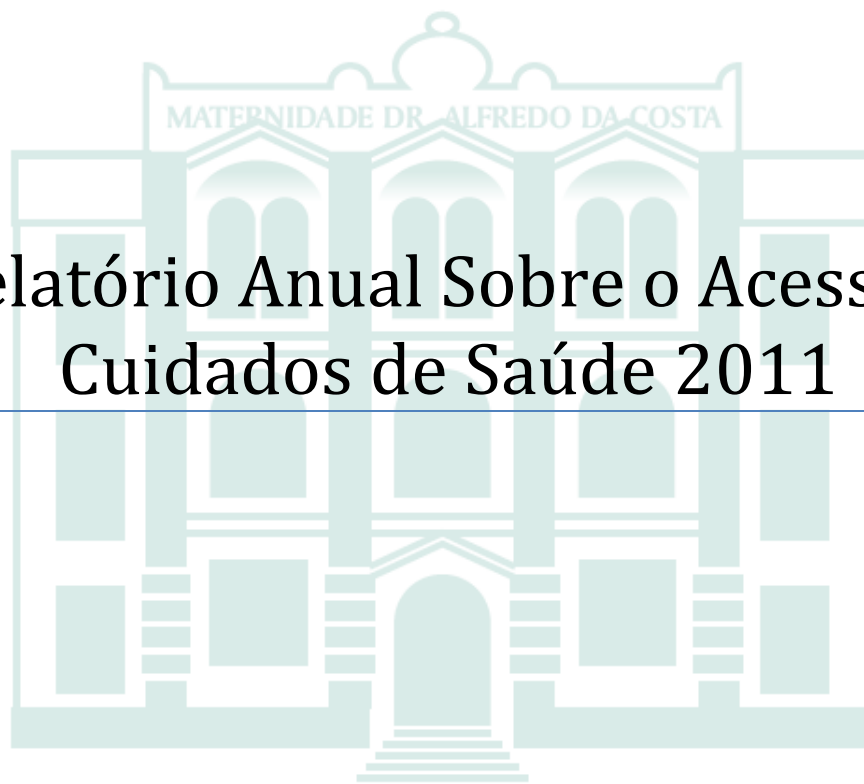 MATERNIDADE DR. ALFREDO DA COSTA
elatório Anual Sobre o Acess
Cuidados de Saúde 2011